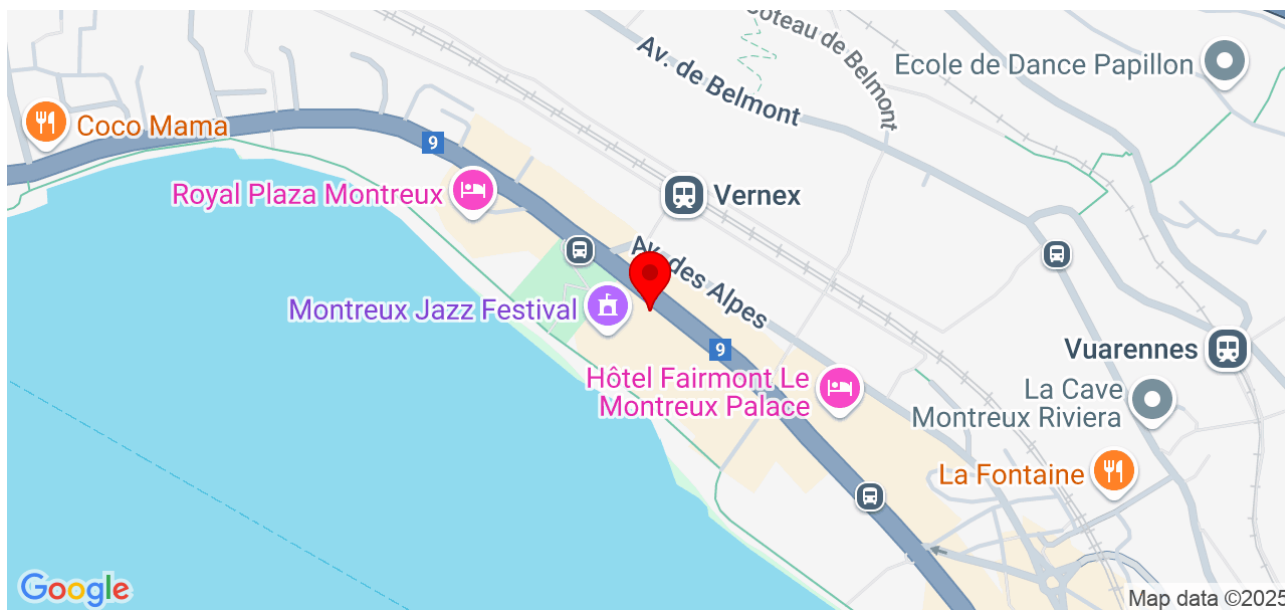 Coteau de Belmont
Av. de Belmont
Ecole de Dance Papillon
Coco Mama
9
Royal Plaza Montreux
Vernex
Av. des Alpes
Montreux Jazz Festival
9
Vuarennes
Hôtel Fairmont Le
Montreux Palace
La Cave
Montreux Riviera
La Fontaine
Google
Map data ©2025